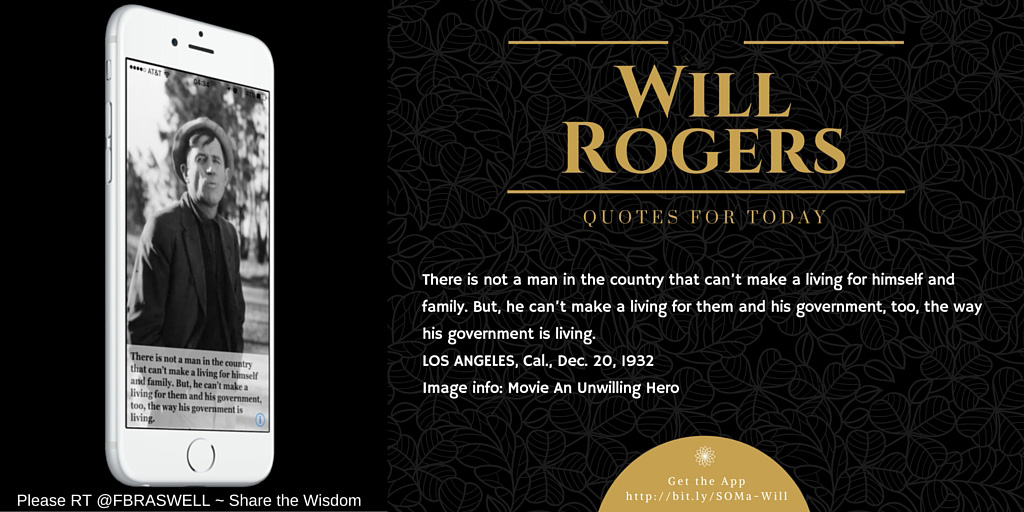 ●●●●○ AT&T
There is not a man in the country
that can't make a living for himself
and family. But, he can't make a
living for them and his government,
too, the way his government is
living.
Please RT @FBRASWELL ~ Share the Wisdom
WILL
ROGERS
QUOTES FOR TODAY
There is not a man in the country that can't make a living for himself and
family. But, he can't make a living for them and his government, too, the way
his government is living.
LOS ANGELES, Cal., Dec. 20, 1932
Image info: Movie An Unwilling Hero
Get the App
http://bit.ly/SOMa-Will